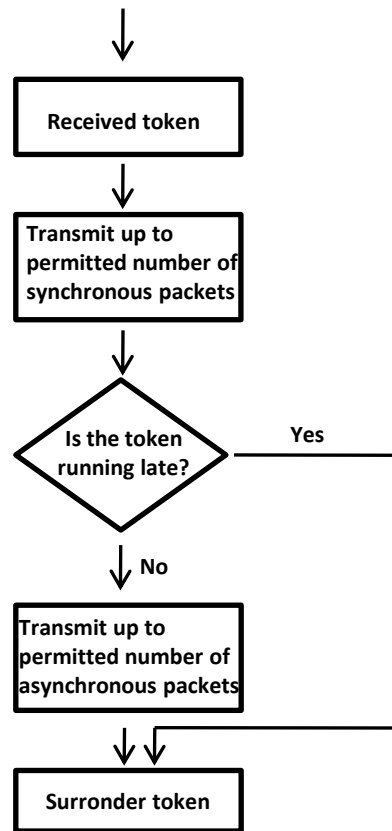 Received token
Transmit up to
permitted number of
synchronous packets
Is the token
running late?
Yes
No
Transmit up to
permitted number of
asynchronous packets
Surronder token